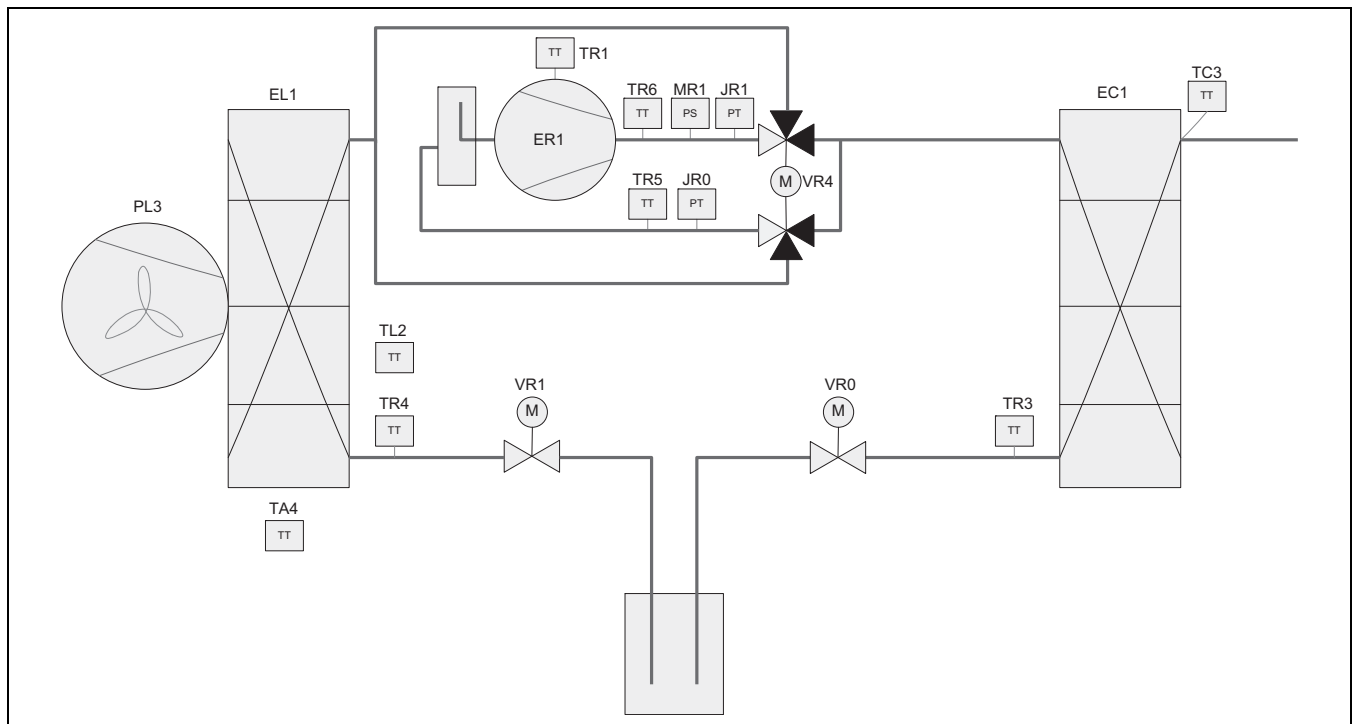 TT TR1
TC3
EL1
TR6 MR1 JR1
EC1
TT
TT PS PT
ER1
TR5 JR0
M VR4
PL3
TT PT
TL2
TT
VR1 VR0
TR4 TR3
M M
TT TT
TA4
TT